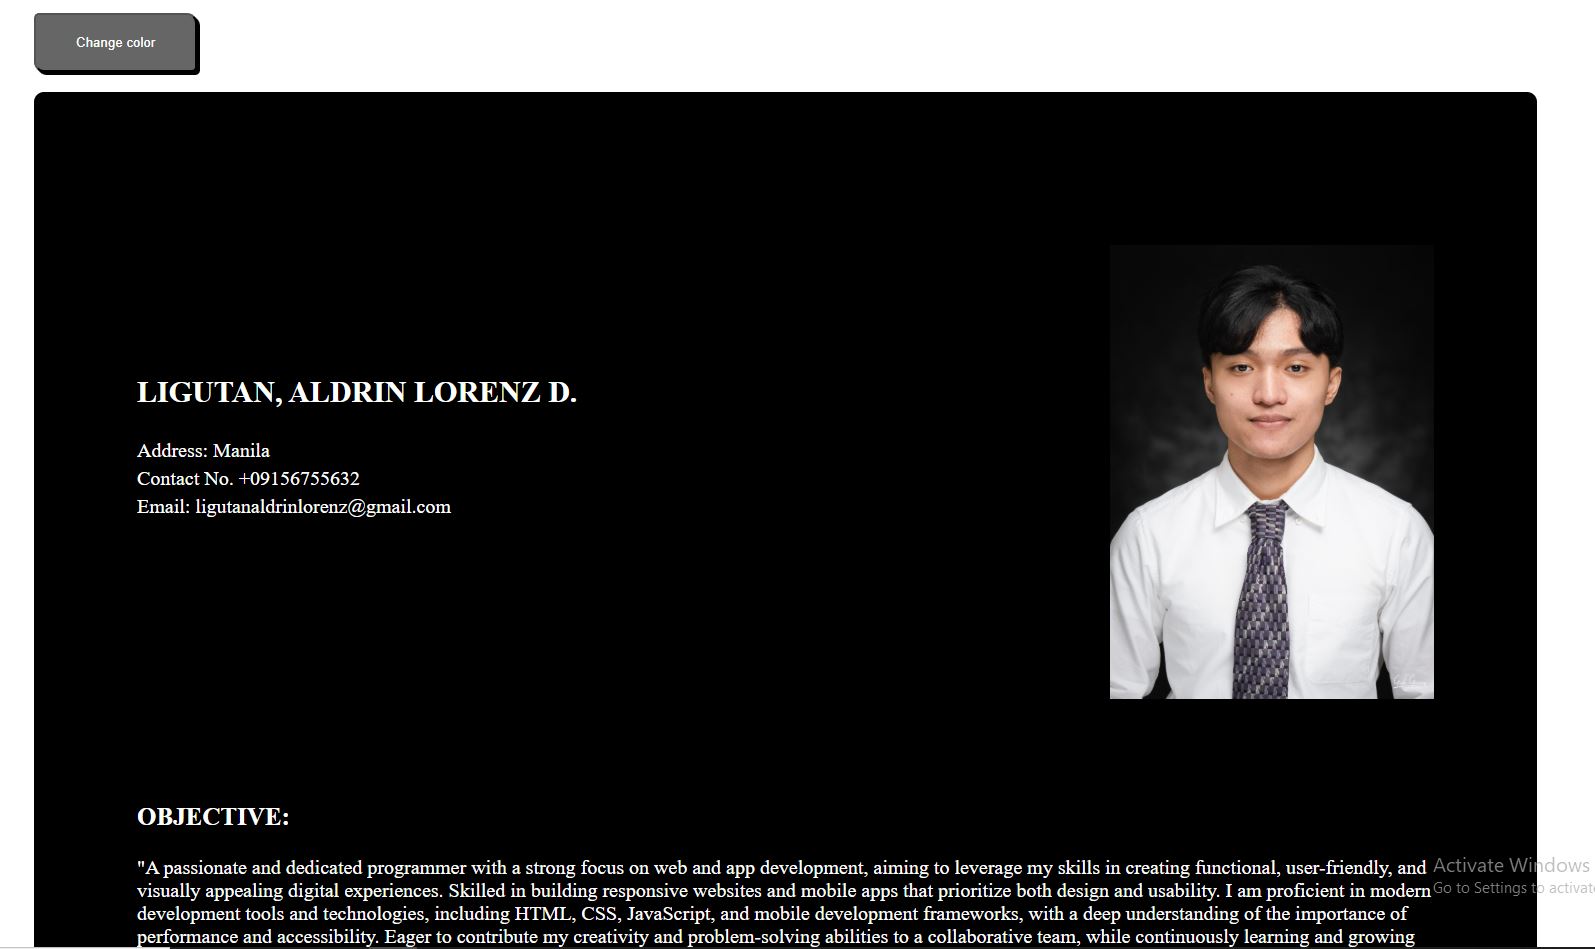 Change color
LIGUTAN, ALDRIN LORENZ D.
Address: Manila
Contact No. +09156755632
Email: ligutanaldrinlorenz@gmail.com
OBJECTIVE:
"A passionate and dedicated programmer with a strong focus on web and app development, aiming to leverage my skills in creating functional, user-friendly, and
visually appealing digital experiences. Skilled in building responsive websites and mobile apps that prioritize both design and usability. I am proficient in modern
development tools and technologies, including HTML, CSS, JavaScript, and mobile development frameworks, with a deep understanding of the importance of
performance and accessibility. Eager to contribute my creativity and problem-solving abilities to a collaborative team, while continuously learning and growing
Activate Windows
Go to Settings to activate